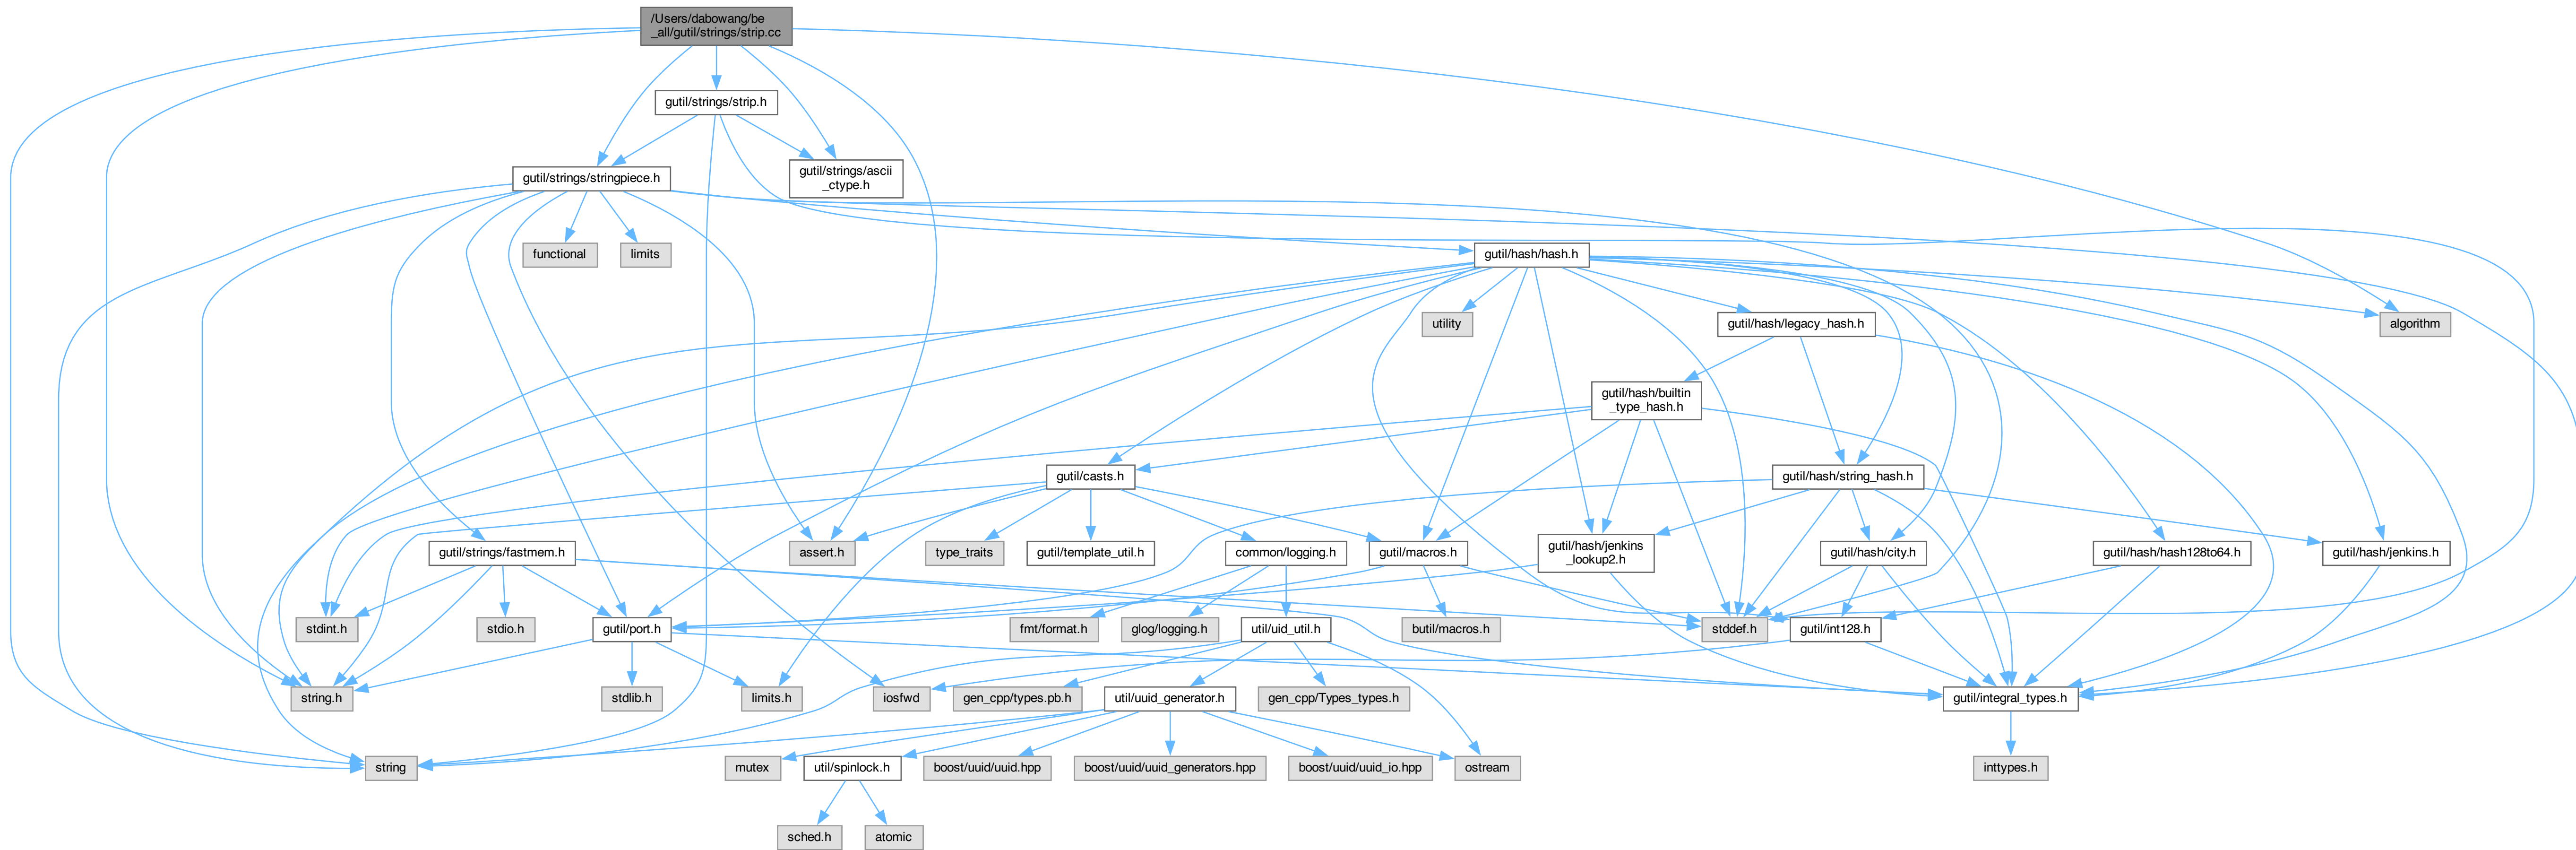 /Users/dabowang/be
_all/gutil/strings/strip.cc
gutil/strings/strip.h
gutil/strings/stringpiece.h
gutil/strings/ascii
_ctype.h
functional
limits
gutil/hash/hash.h
utility
gutil/hash/legacy_hash.h
algorithm
gutil/hash/builtin
_type_hash.h
gutil/casts.h
gutil/hash/string_hash.h
gutil/strings/fastmem.h
assert.h
type_traits
gutil/template_util.h
common/logging.h
gutil/macros.h
gutil/hash/jenkins
_lookup2.h
gutil/hash/city.h
gutil/hash/hash128to64.h
gutil/hash/jenkins.h
stdint.h
stdio.h
gutil/port.h
fmt/format.h
glog/logging.h
util/uid_util.h
butil/macros.h
stddef.h
gutil/int128.h
string.h
stdlib.h
limits.h
iosfwd
gen_cpp/types.pb.h
util/uuid_generator.h
gen_cpp/Types_types.h
gutil/integral_types.h
string
mutex
util/spinlock.h
boost/uuid/uuid.hpp
boost/uuid/uuid_generators.hpp
boost/uuid/uuid_io.hpp
ostream
inttypes.h
sched.h
atomic